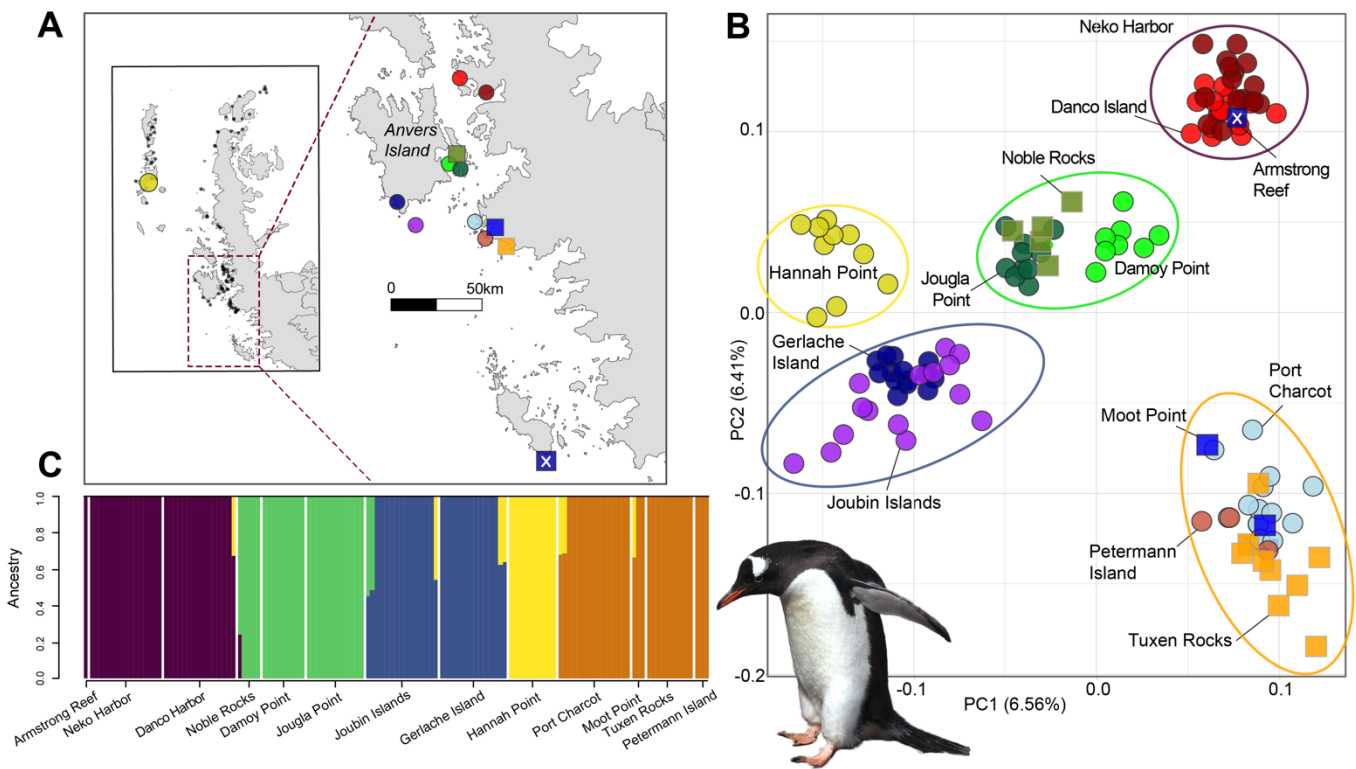 A
Anvers
Island
0
50km
x
B
Neko Harbor
Danco Island
Armstrong
Reef
Noble Rocks
Hannah Point
Jougla
Point
Damoy Point
Gerlache
Island
Joubin Islands
Port
Charcot
Moot Point
Petermann
Island
Tuxen Rocks
x
PC2 (6.41%)
0.1
0.0
-0.1
-0.2
-0.1
0.0
0.1
PC1 (6.56%)
C
Ancestry
1.0
0.8
0.6
0.4
0.2
0.0
Armstrong Reef
Neko Harbor
Danco Harbor
Noble Rocks
Damoy Point
Jougla Point
Joubin Islands
Gerlache Island
Hannah Point
Port Charcot
Moot Point
Tuxen Rocks
Petermann Island